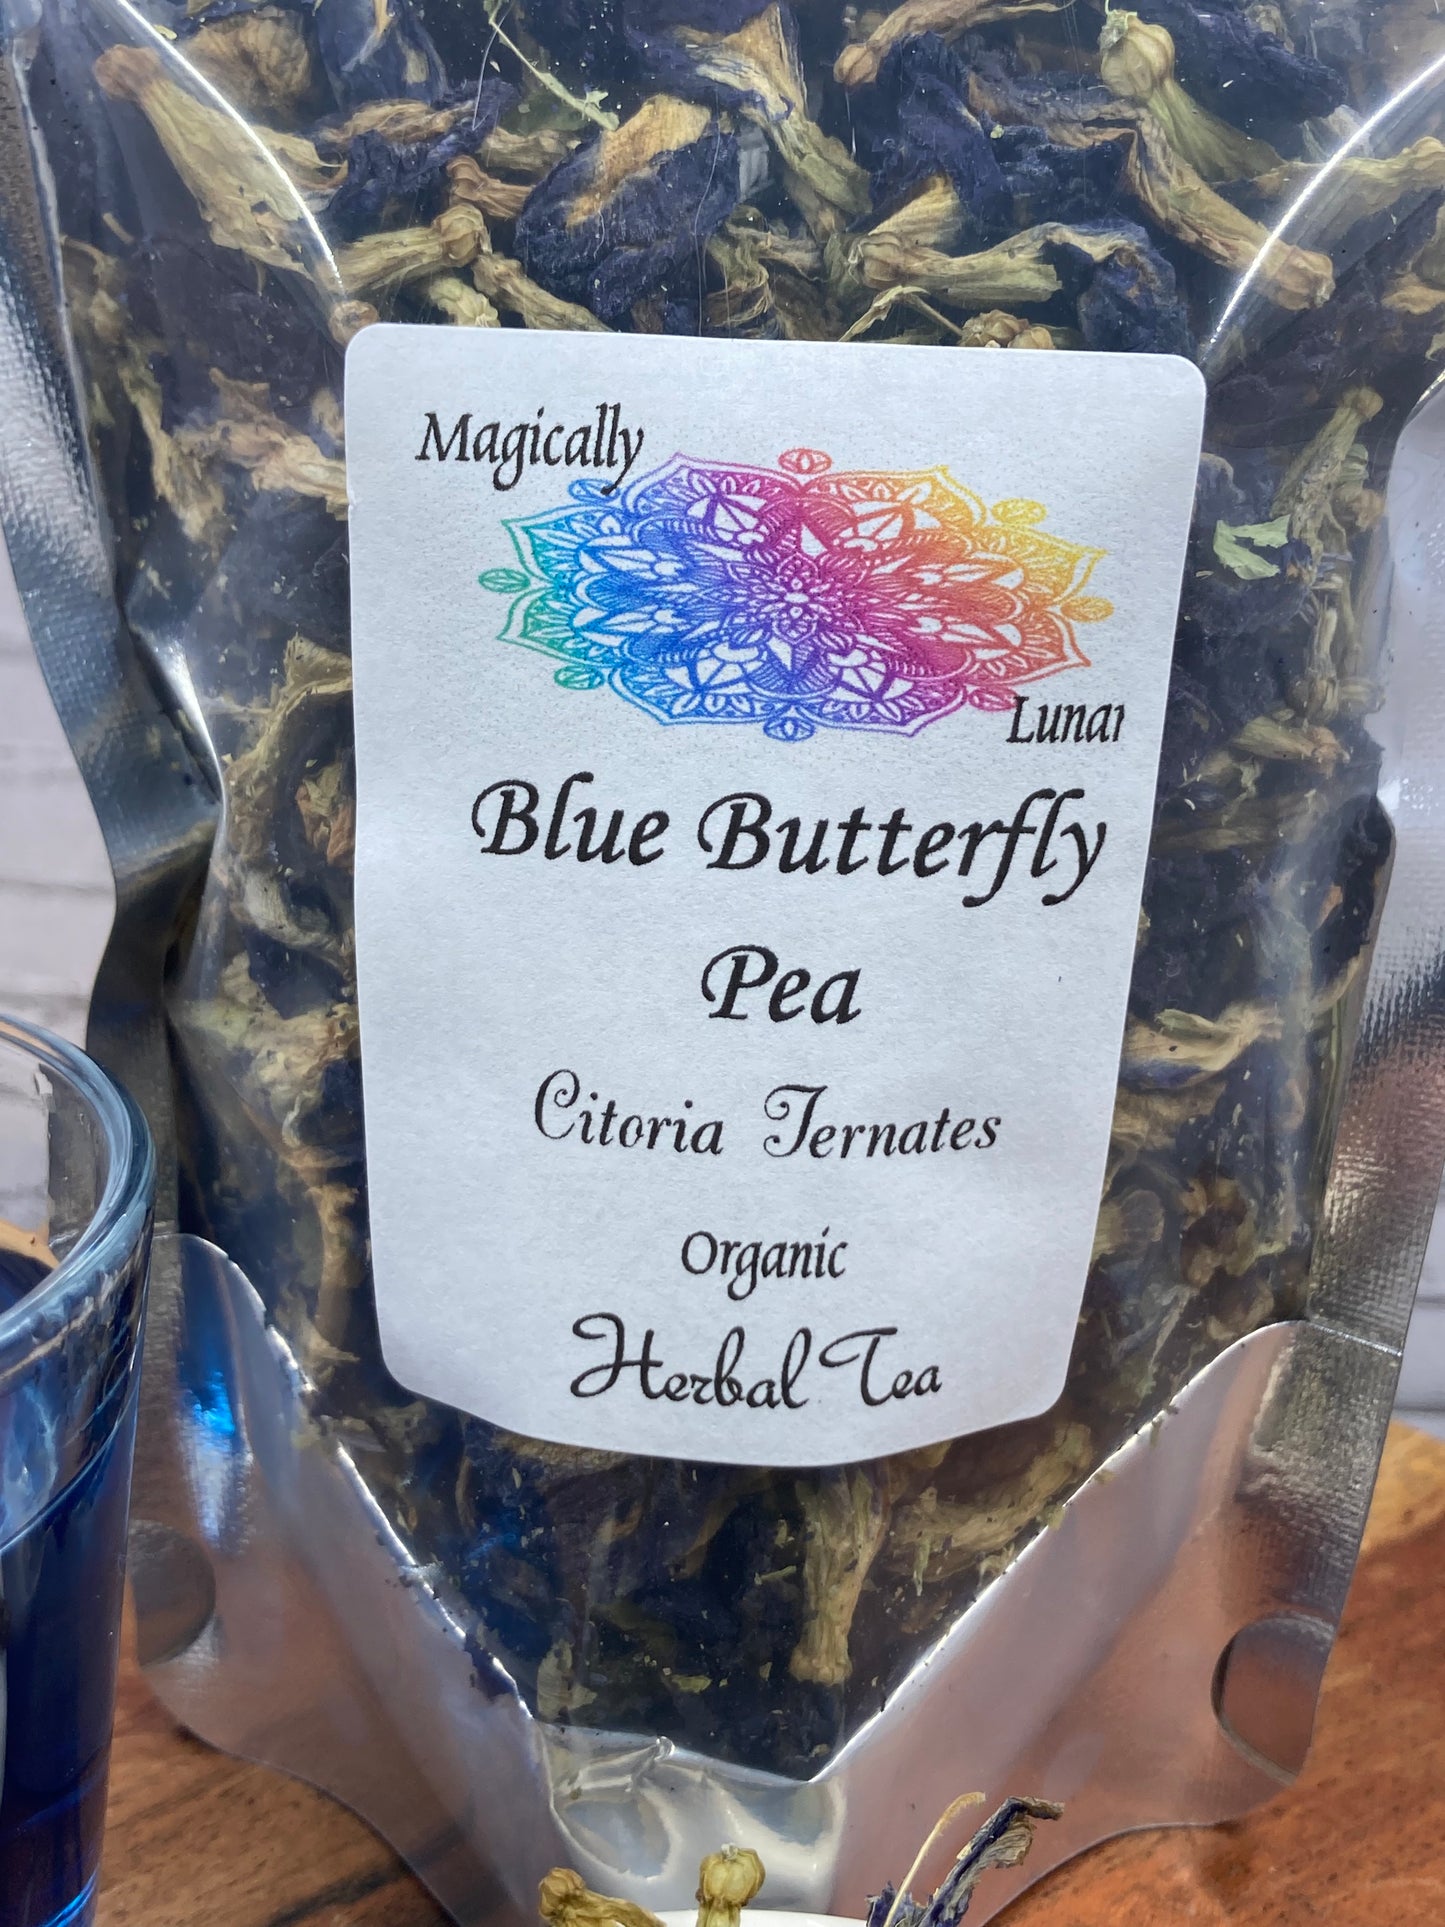 Magically
Lunar
Blue Butterfly
Pea
Citoria Ternates
Organic
Herbal Tea